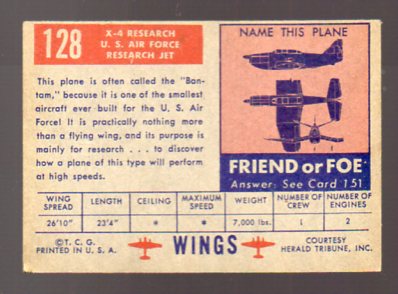 128
X-4 RESEARCH
U. S. AIR FORCE
RESEARCH JET
This plane is often called the "Ban-
tam," because it is one of the smallest
aircraft ever built for the U. S. Air
Force! It is practically nothing more
than a flying wing, and its purpose is
mainly for research . . . to discover
how a plane of this type will perform
at high speeds.
NAME THIS PLANE
FRIEND or FOE
Answer: See Card 151
WING SPREAD LENGTH CEILING MAXIMUM SPEED WEIGHT NUMBER OF CREW NUMBER OF ENGINES
26'10" 23'4" * * 7,000 lbs. 1 2
© T. C. G.
PRINTED IN U. S. A.
WINGS
COURTESY
HERALD TRIBUNE, INC.